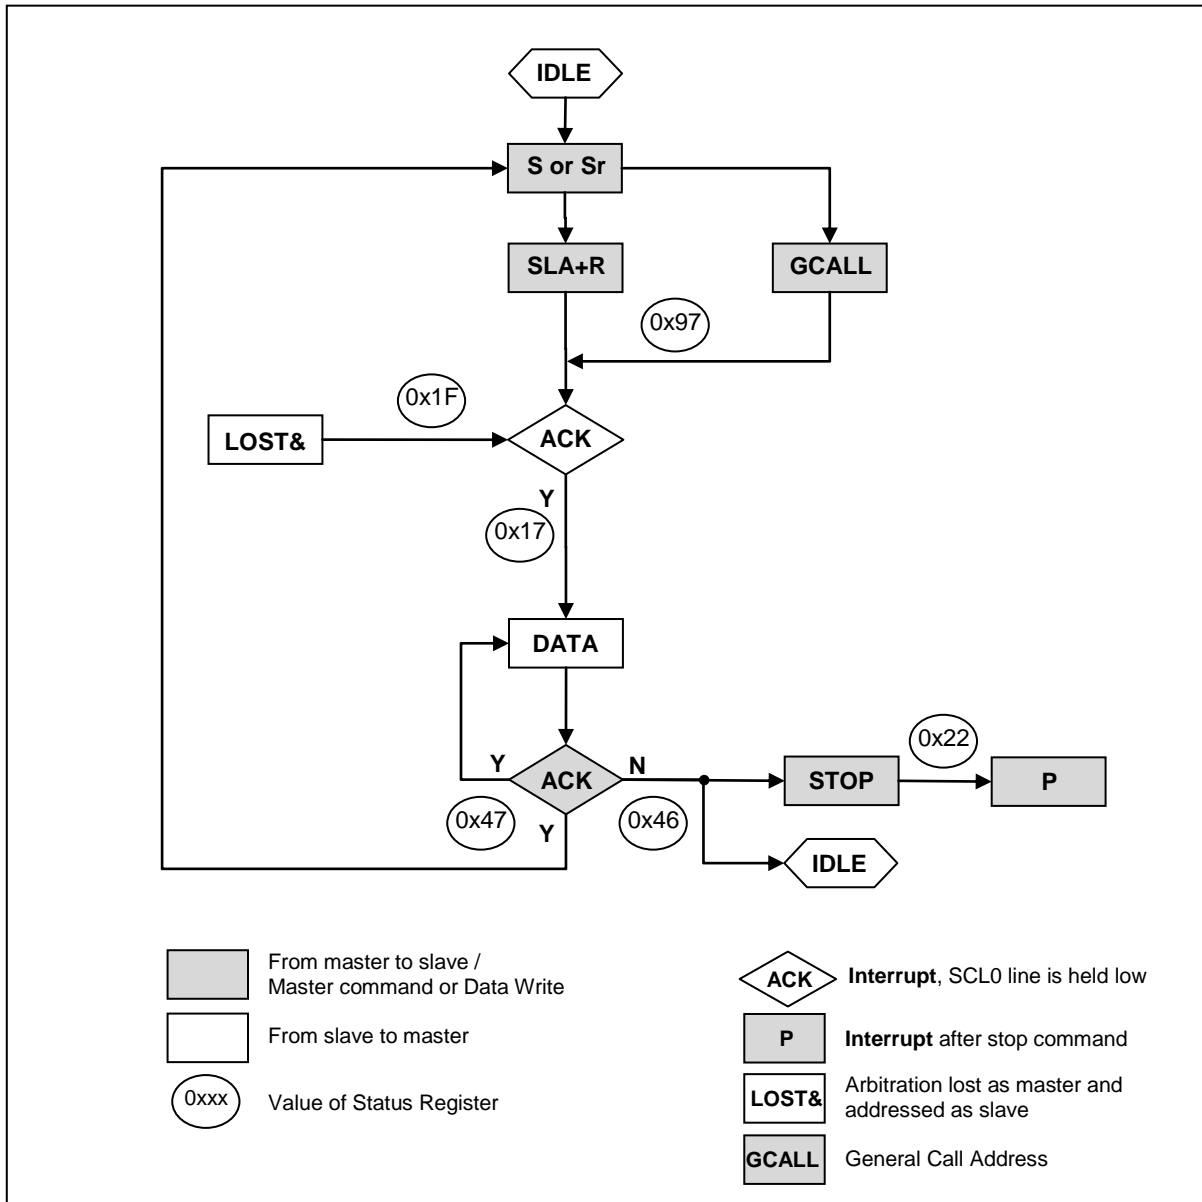 IDLE
S or Sr
SLA+R
GCALL
0x97
0x1F
LOST&
ACK
Y
0x17
DATA
0x22
Y
ACK
N
STOP
P
0x47
Y
0x46
IDLE
From master to slave /
Master command or Data Write
From slave to master
0xxx
Value of Status Register
ACK
Interrupt, SCL0 line is held low
P
Interrupt after stop command
LOST&
Arbitration lost as master and
addressed as slave
GCALL
General Call Address